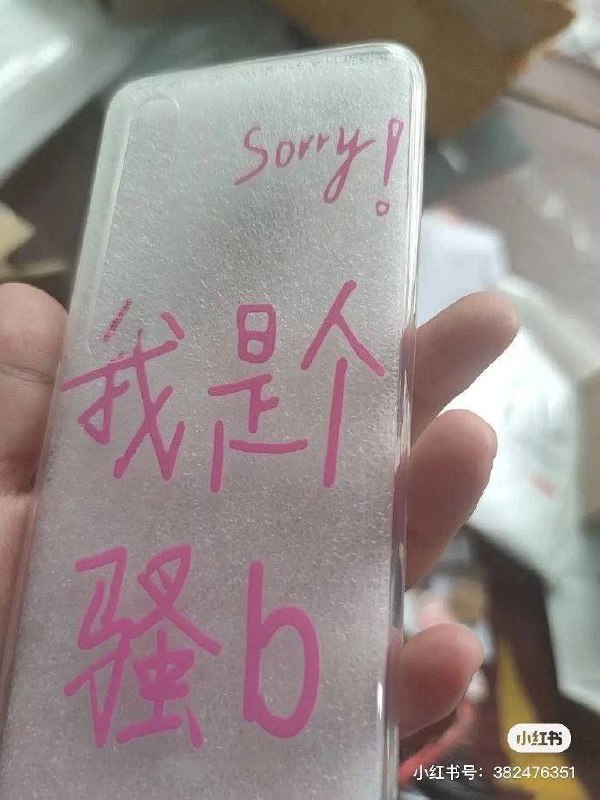 Sorry!
我是个
骚b
小红书
小红书号：382476351